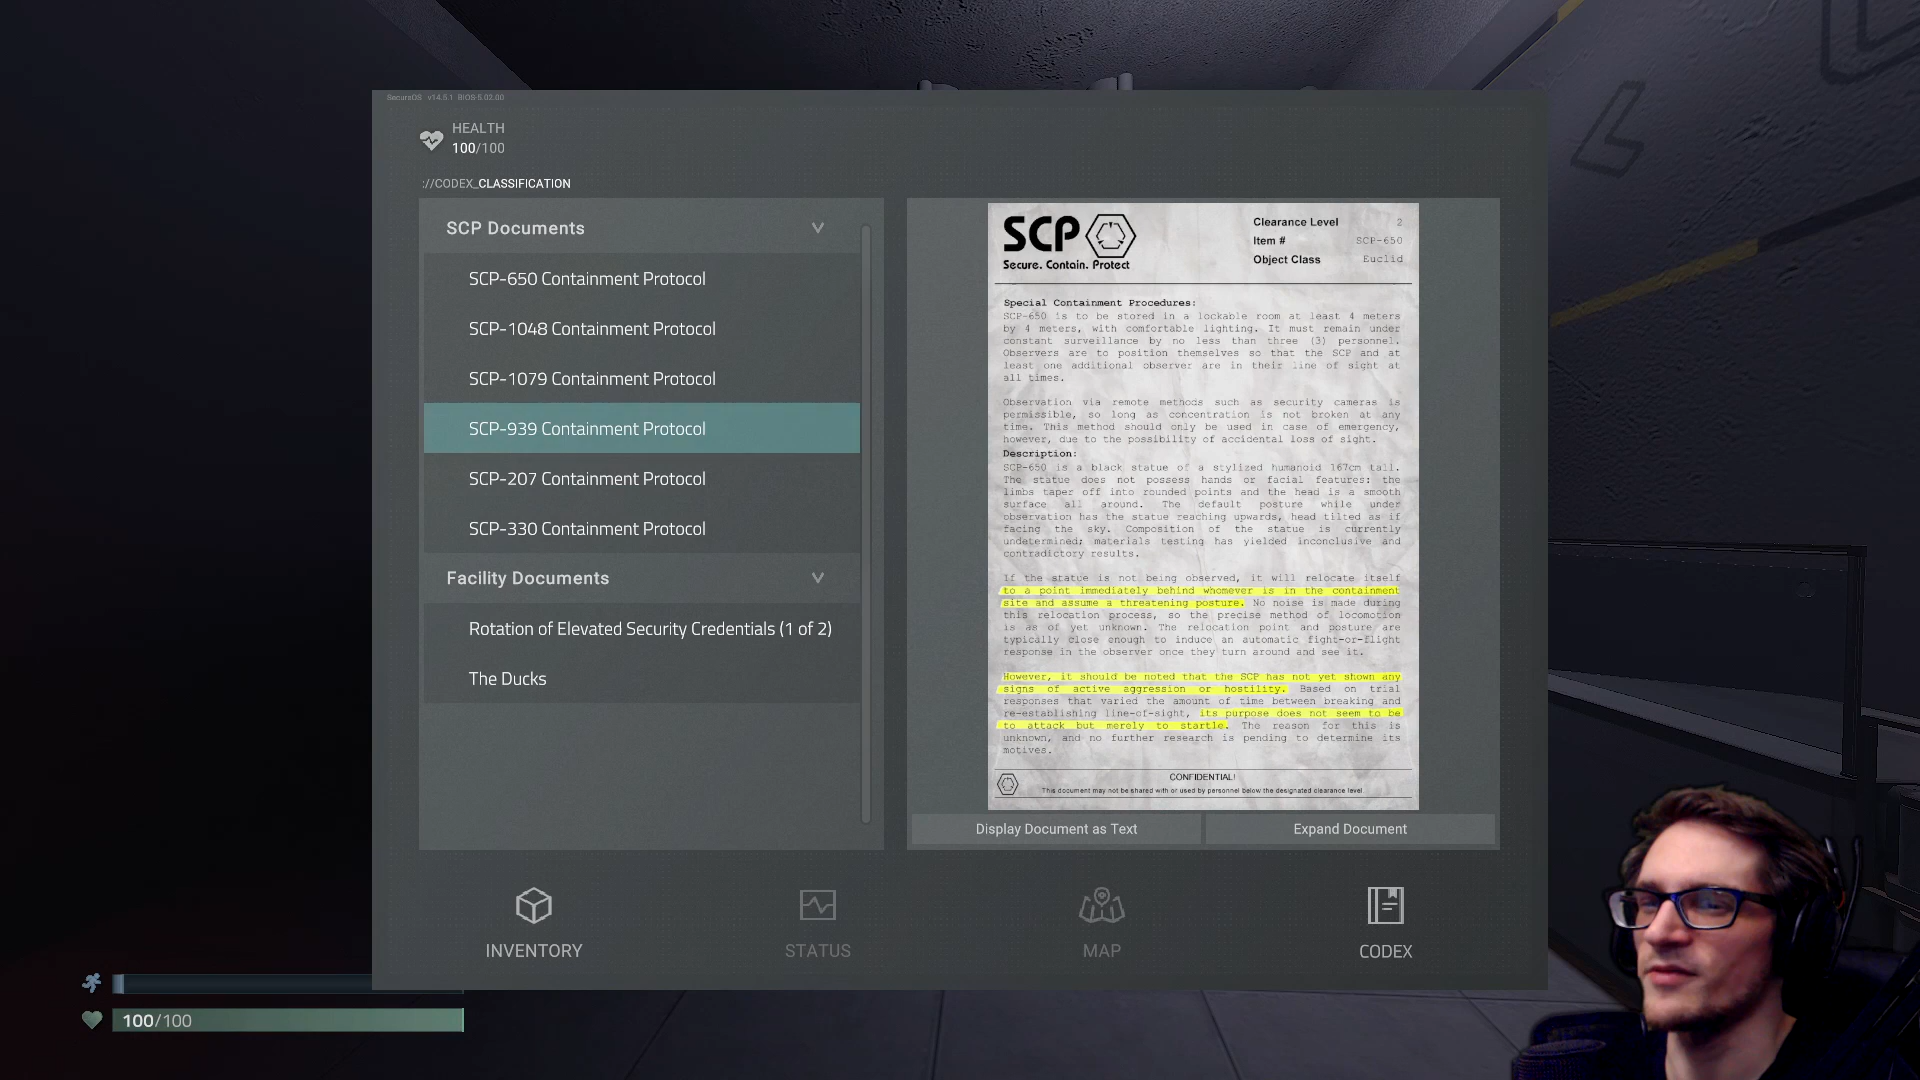 SecureOS v14.5.1 BIOS-5.02.00
HEALTH
100/100
://CODEX_CLASSIFICATION
SCP Documents
SCP-650 Containment Protocol
SCP-1048 Containment Protocol
SCP-1079 Containment Protocol
SCP-939 Containment Protocol
SCP-207 Containment Protocol
SCP-330 Containment Protocol
Facility Documents
Rotation of Elevated Security Credentials (1 of 2)
The Ducks
SCP
Secure. Contain. Protect
Clearance Level 2
Item # SCP-650
Object Class Euclid
Special Containment Procedures:
SCP-650 is to be stored in a lockable room at least 4 meters
by 4 meters, with comfortable lighting. It must remain under
constant surveillance by no less than three (3) personnel.
Observers are to position themselves so that the SCP and at
least one additional observer are in their line of sight at
all times.
Observation via remote methods such as security cameras is
permissible, so long as concentration is not broken at any
time. This method should only be used in case of emergency,
however, due to the possibility of accidental loss of sight.
Description:
SCP-650 is a black statue of a stylized humanoid 167cm tall.
The statue does not possess hands or facial features: the
limbs taper off into rounded points and the head is a smooth
surface all around. The default posture while under
observation has the statue reaching upwards, head tilted as if
facing the sky. Composition of the statue is currently
undetermined; materials testing has yielded inconclusive and
contradictory results.
If the statue is not being observed, it will relocate itself
to a point immediately behind whomever is in the containment
site and assume a threatening posture. No noise is made during
this relocation process, so the precise method of locomotion
is as of yet unknown. The relocation point and posture are
typically close enough to induce an automatic fight-or-flight
response in the observer once they turn around and see it.
However, it should be noted that the SCP has not yet shown any
signs of active aggression or hostility. Based on trial
responses that varied the amount of time between breaking and
re-establishing line-of-sight, its purpose does not seem to be
to attack but merely to startle. The reason for this is
unknown, and no further research is pending to determine its
motives.
CONFIDENTIAL!
This document may not be shared with or used by personnel below the designated clearance level
Display Document as Text
Expand Document
INVENTORY
STATUS
MAP
CODEX
100/100